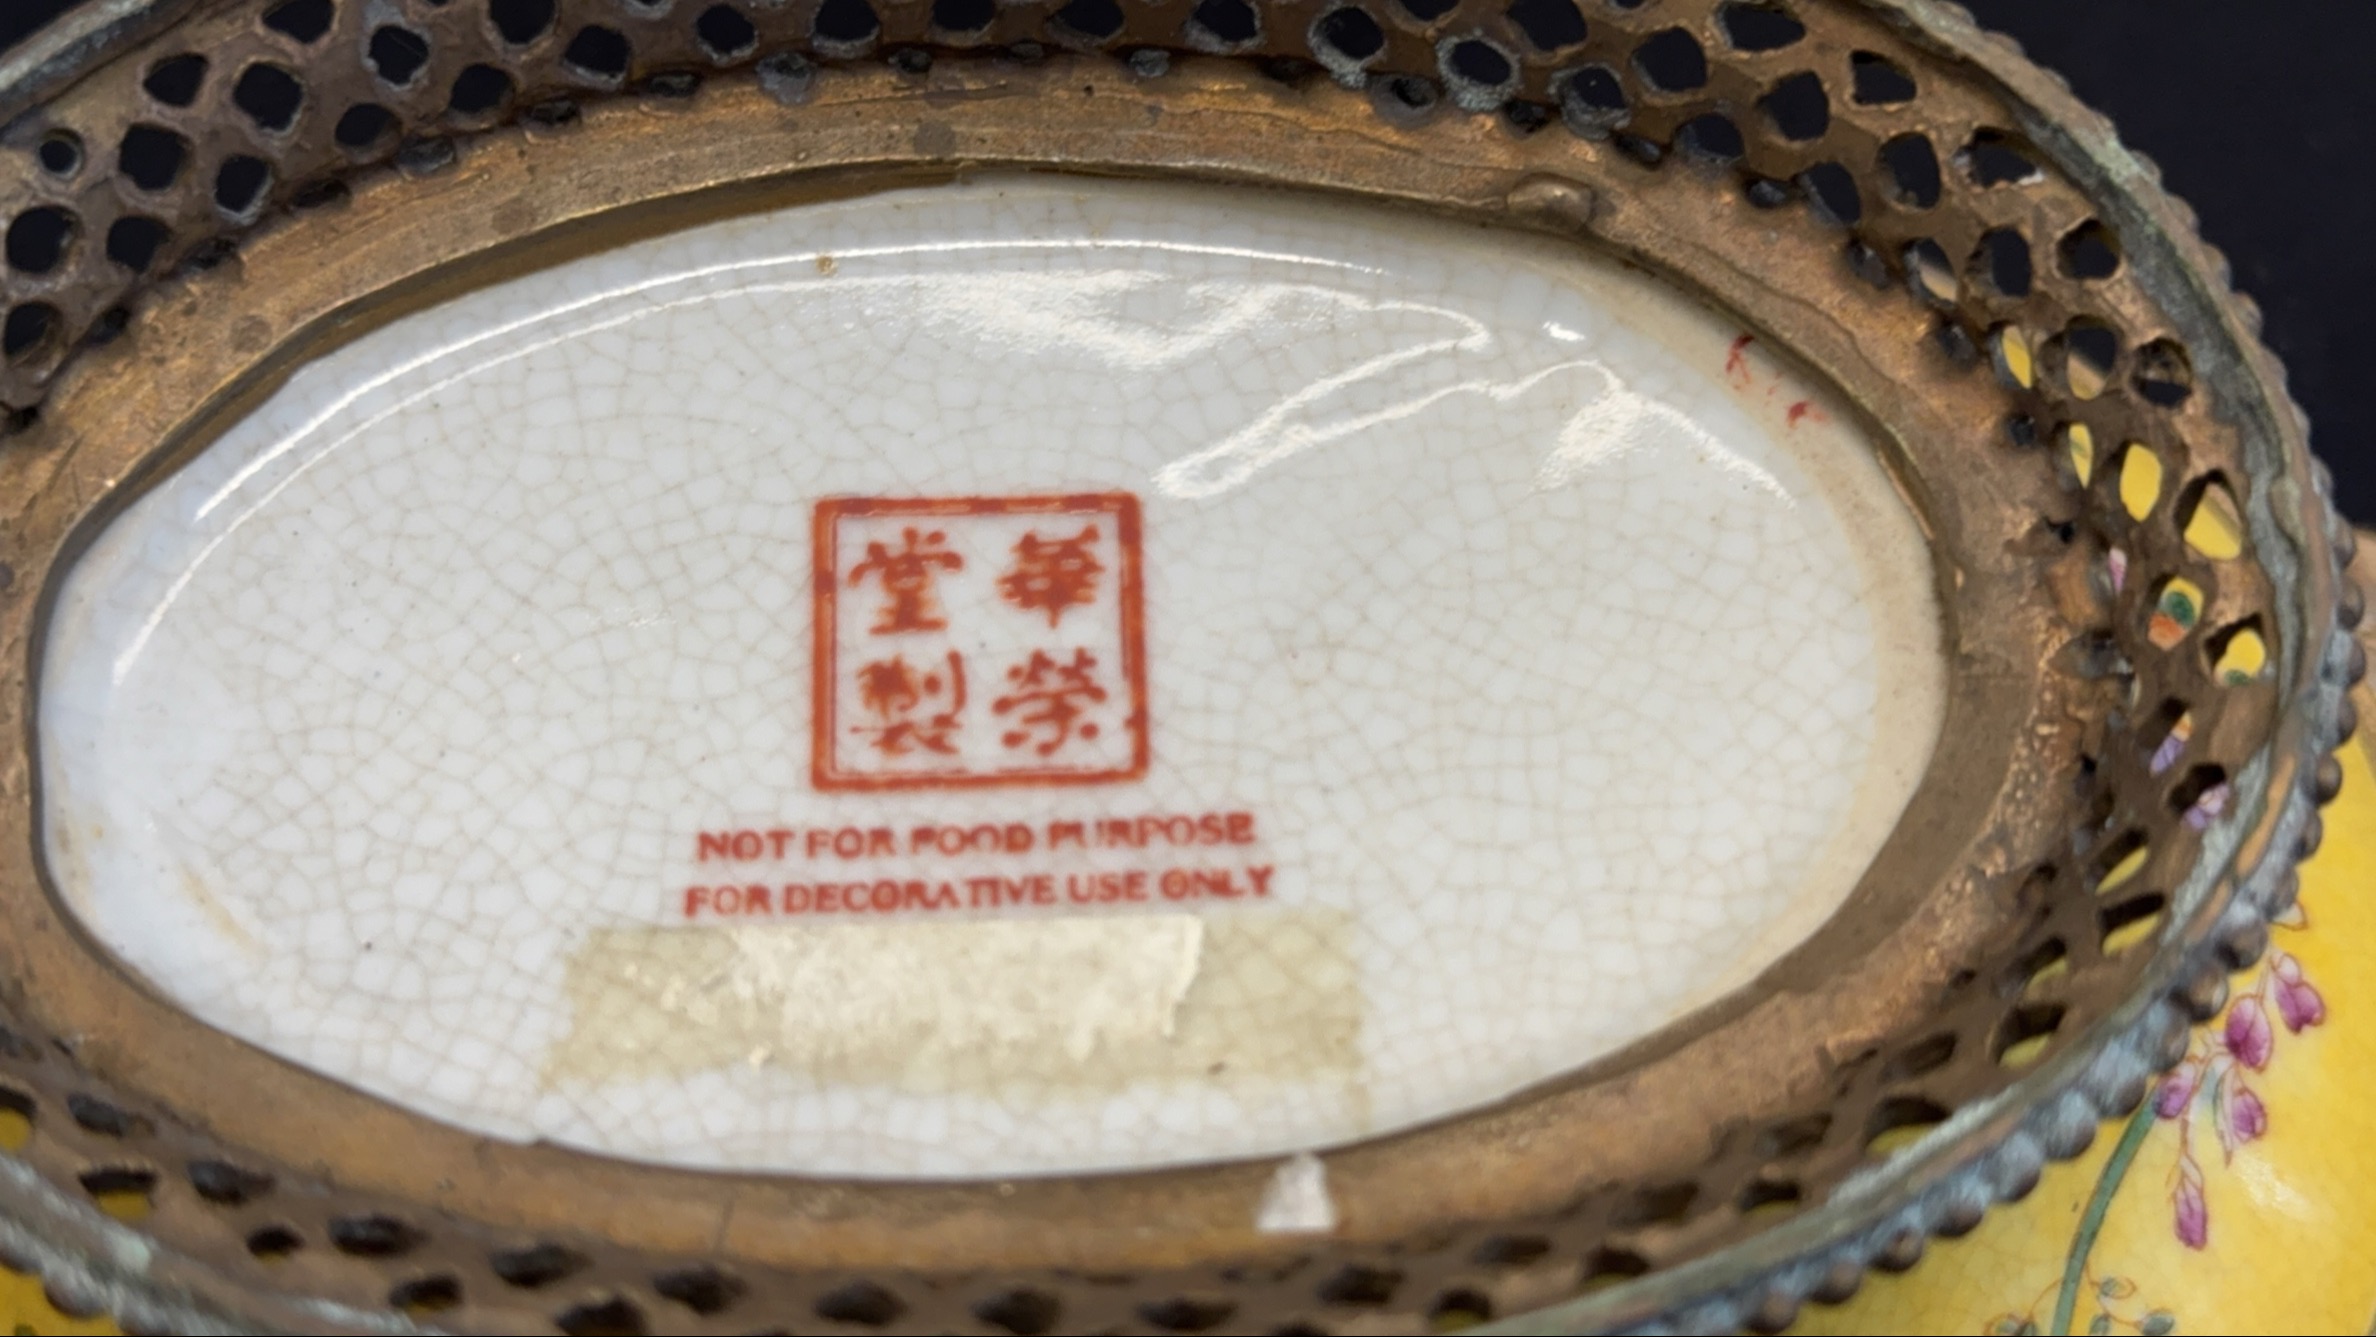 華榮
堂製
NOT FOR FOOD PURPOSE
FOR DECORATIVE USE ONLY